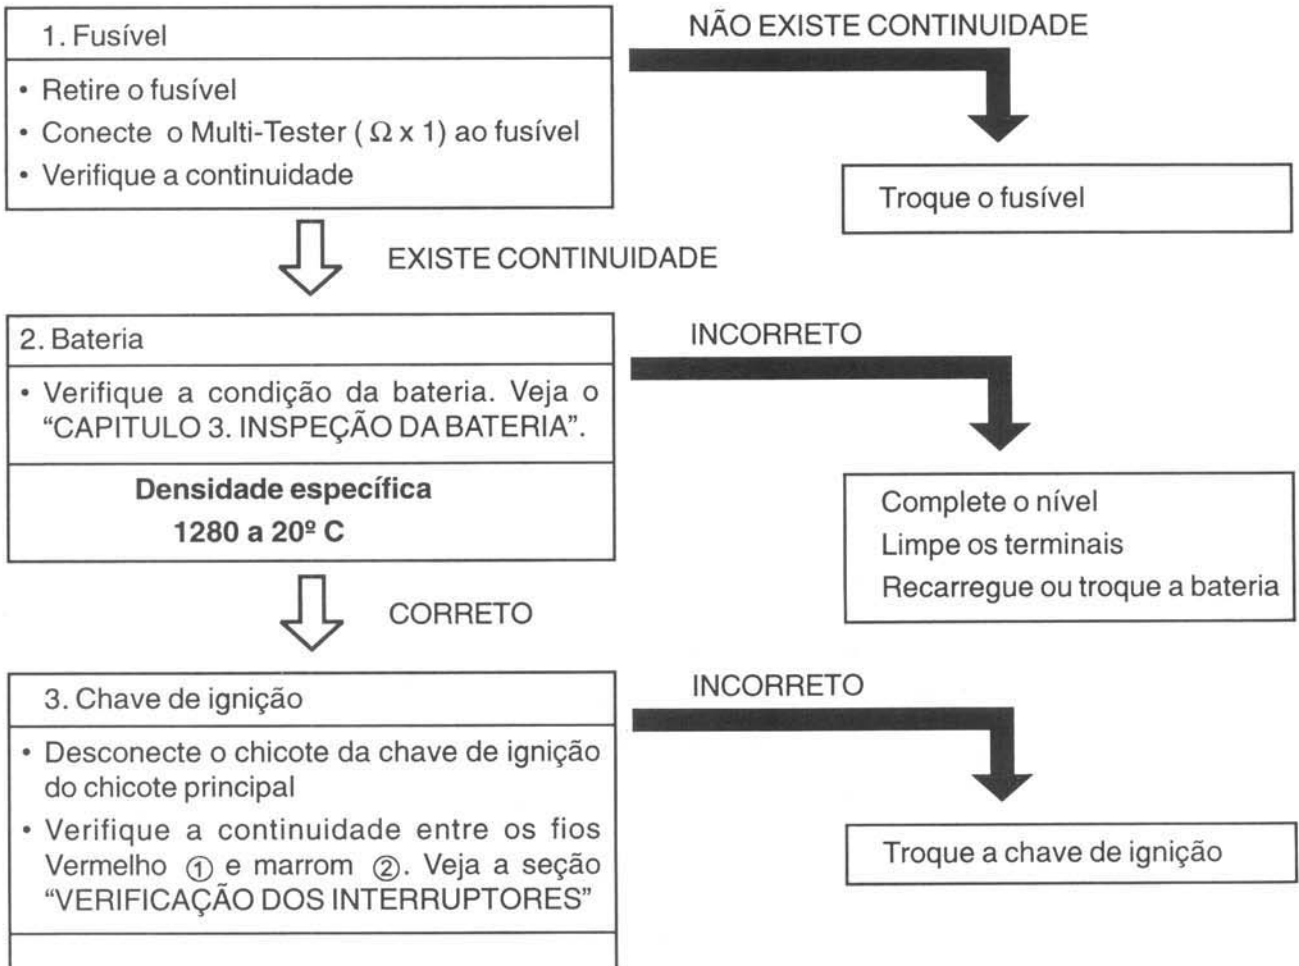 1. Fusível
• Retire o fusível
• Conecte o Multi-Tester ( Ω x 1) ao fusível
• Verifique a continuidade
NÃO EXISTE CONTINUIDADE
Troque o fusível
EXISTE CONTINUIDADE
2. Bateria
• Verifique a condição da bateria. Veja o
“CAPITULO 3. INSPEÇÃO DA BATERIA”.
Densidade específica
1280 a 20º C
INCORRETO
Complete o nível
Limpe os terminais
Recarregue ou troque a bateria
CORRETO
3. Chave de ignição
• Desconecte o chicote da chave de ignição
do chicote principal
• Verifique a continuidade entre os fios
Vermelho ① e marrom ②. Veja a seção
“VERIFICAÇÃO DOS INTERRUPTORES”
INCORRETO
Troque a chave de ignição